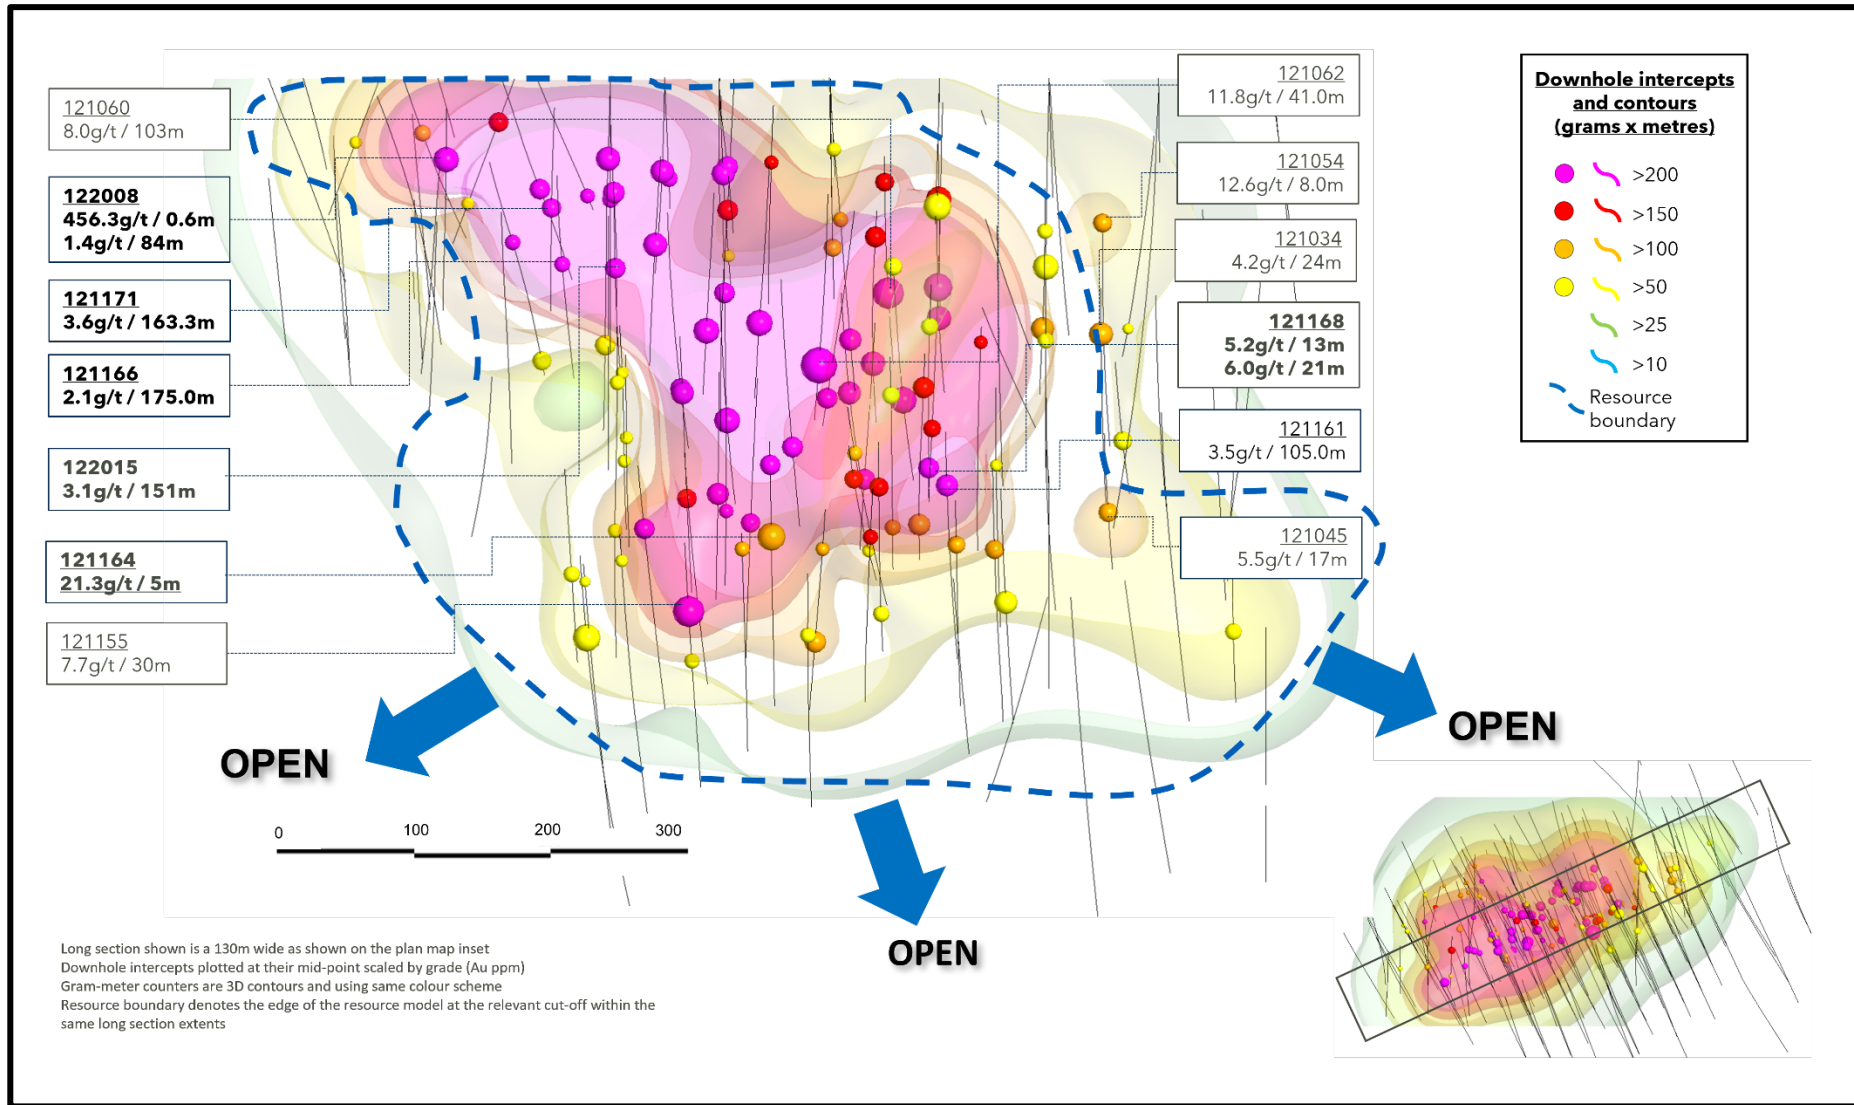 121060
8.0g/t / 103m
122008
456.3g/t / 0.6m
1.4g/t / 84m
121171
3.6g/t / 163.3m
121166
2.1g/t / 175.0m
122015
3.1g/t / 151m
121164
21.3g/t / 5m
121155
7.7g/t / 30m
121062
11.8g/t / 41.0m
121054
12.6g/t / 8.0m
121034
4.2g/t / 24m
121168
5.2g/t / 13m
6.0g/t / 21m
121161
3.5g/t / 105.0m
121045
5.5g/t / 17m
Downhole intercepts
and contours
(grams x metres)
>200
>150
>100
>50
>25
>10
Resource
boundary
OPEN
OPEN
OPEN
0
100
200
300
Long section shown is a 130m wide as shown on the plan map inset
Downhole intercepts plotted at their mid-point scaled by grade (Au ppm)
Gram-meter counters are 3D contours and using same colour scheme
Resource boundary denotes the edge of the resource model at the relevant cut-off within the
same long section extents